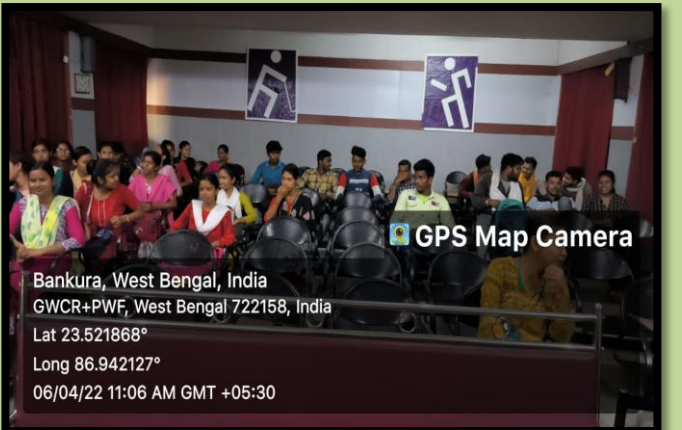 GPS Map Camera
Bankura, West Bengal, India
GWCR+PWF, West Bengal 722158, India
Lat 23.521868°
Long 86.942127°
06/04/22 11:06 AM GMT +05:30